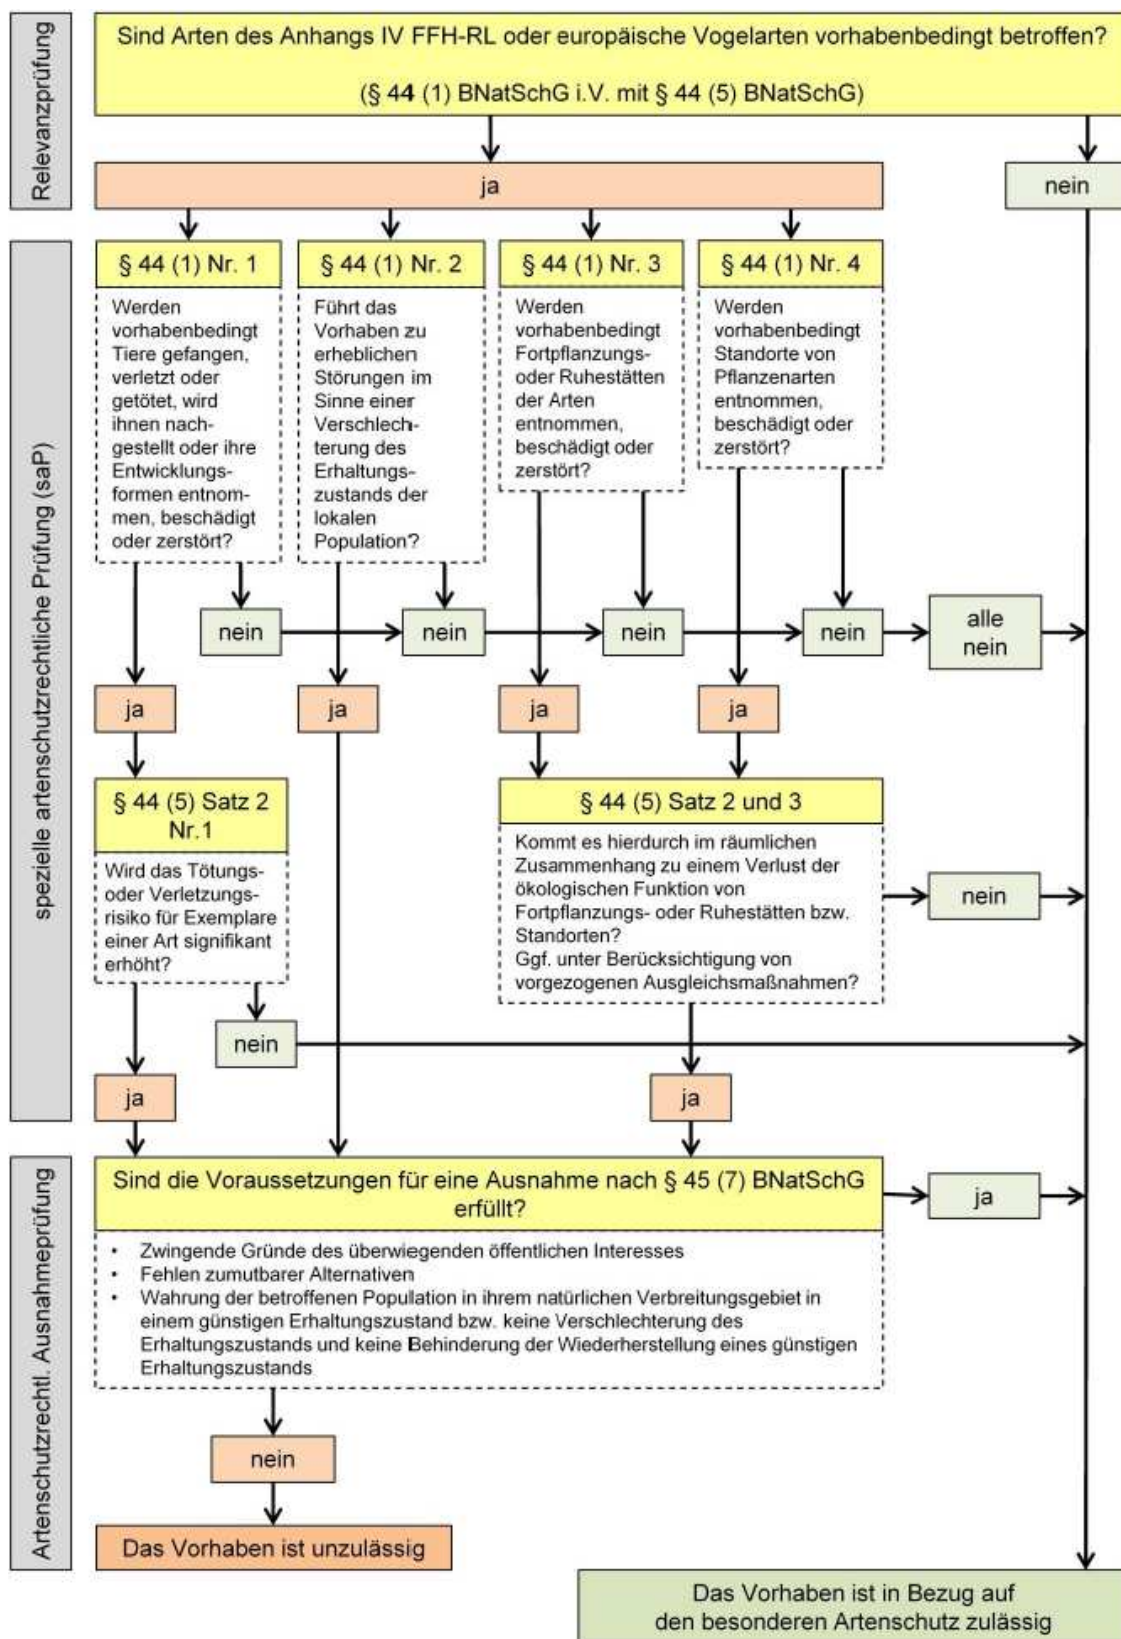 Relevanzprüfung
Sind Arten des Anhangs IV FFH-RL oder europäische Vogelarten vorhabenbedingt betroffen?
(§ 44 (1) BNatSchG i.V. mit § 44 (5) BNatSchG)
ja
nein
spezielle artenschutzrechtliche Prüfung (saP)
§ 44 (1) Nr. 1
Werden
vorhabenbedingt
Tiere gefangen,
verletzt oder
getötet, wird
ihnen nach-
gestellt oder ihre
Entwicklungs-
formen entnom-
men, beschädigt
oder zerstört?
§ 44 (1) Nr. 2
Führt das
Vorhaben zu
erheblichen
Störungen im
Sinne einer
Verschlech-
terung des
Erhaltungs-
zustands der
lokalen
Population?
§ 44 (1) Nr. 3
Werden
vorhabenbedingt
Fortpflanzungs-
oder Ruhestätten
der Arten
entnommen,
beschädigt oder
zerstört?
§ 44 (1) Nr. 4
Werden
vorhabenbedingt
Standorte von
Pflanzenarten
entnommen,
beschädigt oder
zerstört?
nein
nein
nein
nein
alle
nein
ja
ja
ja
ja
§ 44 (5) Satz 2
Nr.1
Wird das Tötungs-
oder Verletzungs-
risiko für Exemplare
einer Art signifikant
erhöht?
§ 44 (5) Satz 2 und 3
Kommt es hierdurch im räumlichen
Zusammenhang zu einem Verlust der
ökologischen Funktion von
Fortpflanzungs- oder Ruhestätten bzw.
Standorten?
Ggf. unter Berücksichtigung von
vorgezogenen Ausgleichsmaßnahmen?
nein
nein
ja
ja
Artenschutzrechtl. Ausnahmeprüfung
Sind die Voraussetzungen für eine Ausnahme nach § 45 (7) BNatSchG
erfüllt?
• Zwingende Gründe des überwiegenden öffentlichen Interesses
• Fehlen zumutbarer Alternativen
• Wahrung der betroffenen Population in ihrem natürlichen Verbreitungsgebiet in
einem günstigen Erhaltungszustand bzw. keine Verschlechterung des
Erhaltungszustands und keine Behinderung der Wiederherstellung eines günstigen
Erhaltungszustands
ja
nein
Das Vorhaben ist unzulässig
Das Vorhaben ist in Bezug auf
den besonderen Artenschutz zulässig